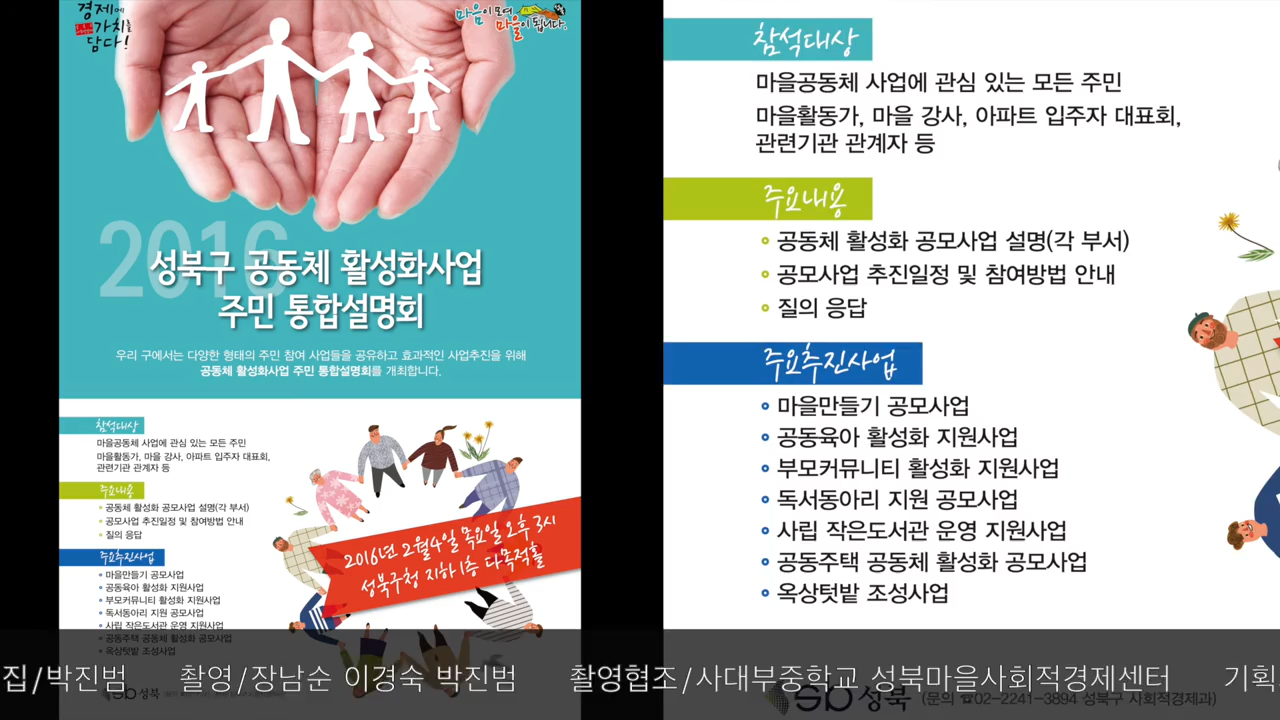 경제에
가치를
담다!
마음이 모여
마을이 됩니다.
2016
성북구 공동체 활성화사업
주민 통합설명회
우리 구에서는 다양한 형태의 주민 참여 사업들을 공유하고 효과적인 사업추진을 위해
공동체 활성화사업 주민 통합설명회를 개최합니다.
참석대상
마을공동체 사업에 관심 있는 모든 주민
마을활동가, 마을 강사, 아파트 입주자 대표회,
관련기관 관계자 등
주요내용
공동체 활성화 공모사업 설명(각 부서)
공모사업 추진일정 및 참여방법 안내
질의 응답
주요추진사업
마을만들기 공모사업
공동육아 활성화 지원사업
부모커뮤니티 활성화 지원사업
독서동아리 지원 공모사업
사립 작은도서관 운영 지원사업
공동주택 공동체 활성화 공모사업
옥상텃밭 조성사업
2016년 2월 4일 목요일 오후 3시
성북구청 지하1층 다목적홀
참석대상
마을공동체 사업에 관심 있는 모든 주민
마을활동가, 마을 강사, 아파트 입주자 대표회,
관련기관 관계자 등
주요내용
공동체 활성화 공모사업 설명(각 부서)
공모사업 추진일정 및 참여방법 안내
질의 응답
주요추진사업
마을만들기 공모사업
공동육아 활성화 지원사업
부모커뮤니티 활성화 지원사업
독서동아리 지원 공모사업
사립 작은도서관 운영 지원사업
공동주택 공동체 활성화 공모사업
옥상텃밭 조성사업
집/박진범 촬영/장남순 이경숙 박진범 촬영협조/사대부중학교 성북마을사회적경제센터 기획
sb 성북
sb 성북 (문의 ☎02-2241-3894 성북구 사회적경제과)